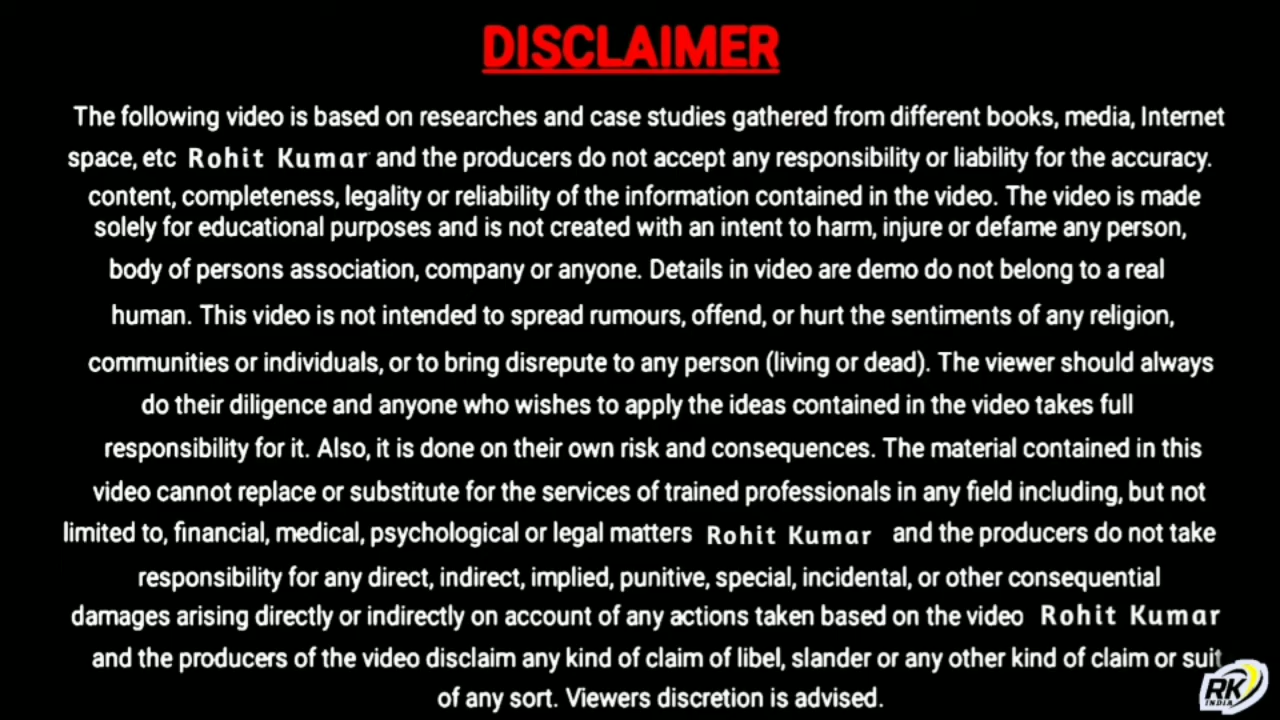 DISCLAIMER
The following video is based on researches and case studies gathered from different books, media, Internet
space, etc Rohit Kumar and the producers do not accept any responsibility or liability for the accuracy.
content, completeness, legality or reliability of the information contained in the video. The video is made
solely for educational purposes and is not created with an intent to harm, injure or defame any person,
body of persons association, company or anyone. Details in video are demo do not belong to a real
human. This video is not intended to spread rumours, offend, or hurt the sentiments of any religion,
communities or individuals, or to bring disrepute to any person (living or dead). The viewer should always
do their diligence and anyone who wishes to apply the ideas contained in the video takes full
responsibility for it. Also, it is done on their own risk and consequences. The material contained in this
video cannot replace or substitute for the services of trained professionals in any field including, but not
limited to, financial, medical, psychological or legal matters Rohit Kumar and the producers do not take
responsibility for any direct, indirect, implied, punitive, special, incidental, or other consequential
damages arising directly or indirectly on account of any actions taken based on the video Rohit Kumar
and the producers of the video disclaim any kind of claim of libel, slander or any other kind of claim or suit
of any sort. Viewers discretion is advised.
RK
INDIA